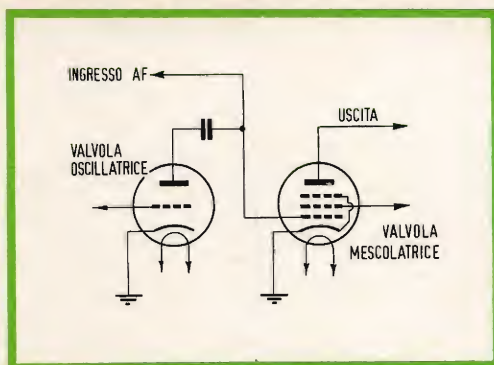 INGRESSO AF
USCITA
VALVOLA
OSCILLATRICE
VALVOLA
MESCOLATRICE